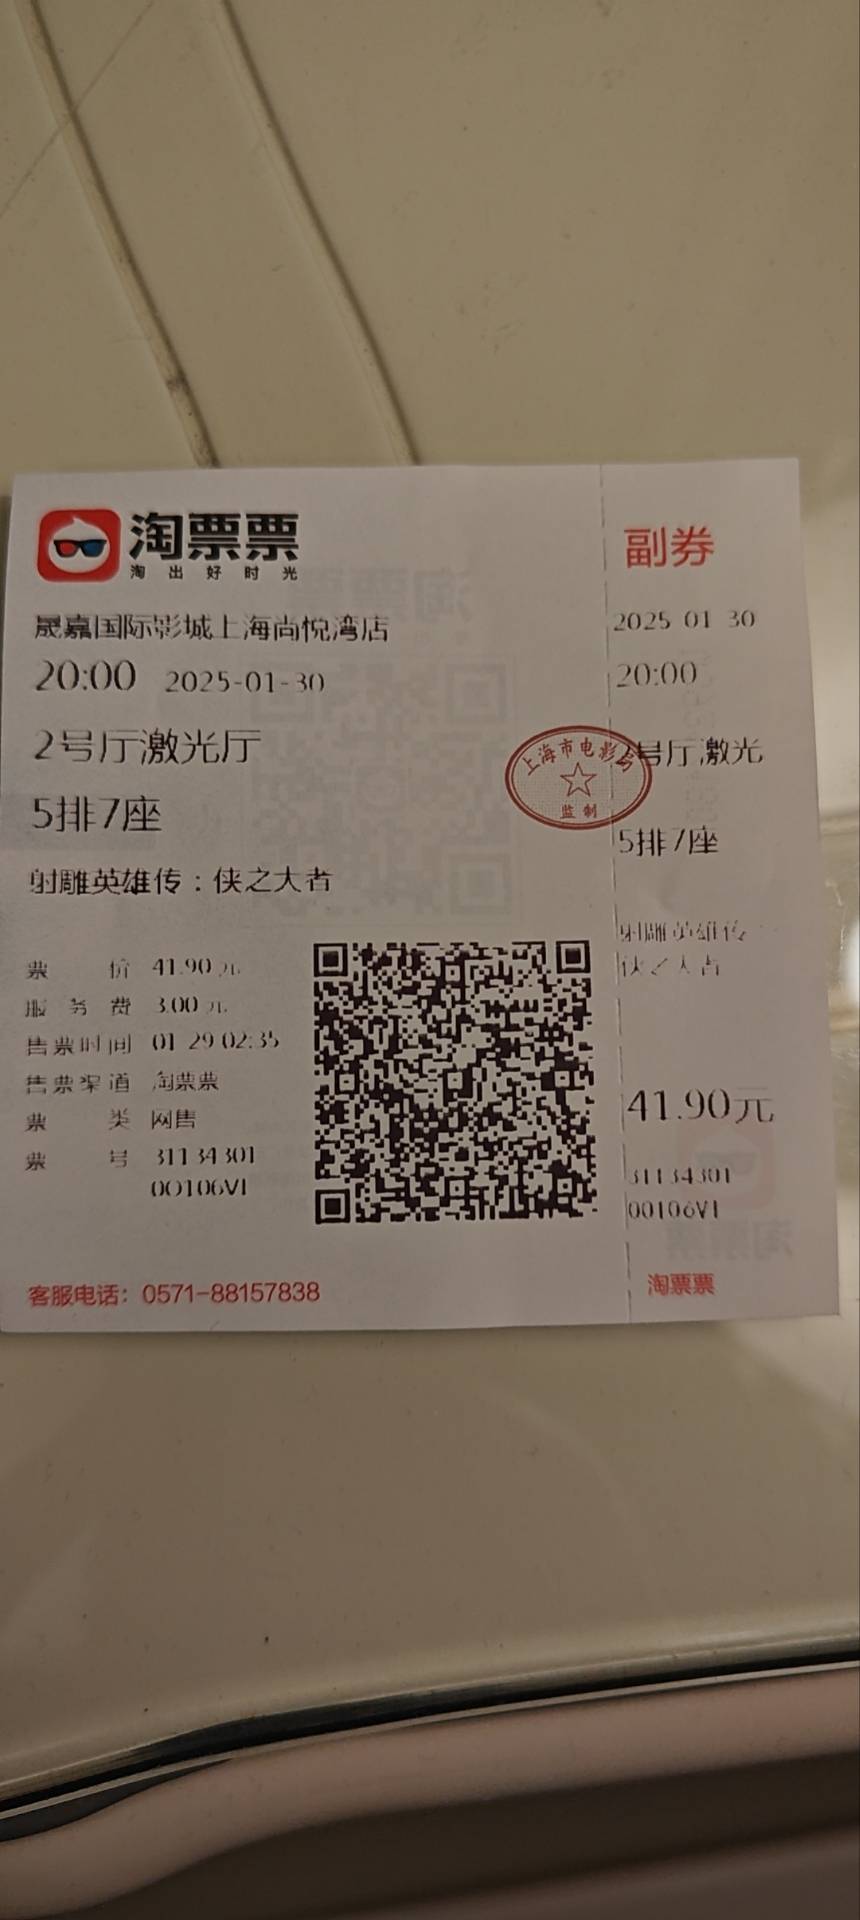 淘票票
淘出好时光
晟嘉国际影城上海尚悦湾店
20:00 2025-01-30
2号厅激光厅
5排7座
射雕英雄传：侠之大者
票价 41.90元
服务费 3.00元
售票时间 01-29 02:35
售票渠道 淘票票
票类 网售
票号 31134301
00106VI
客服电话：0571-88157838
上海市电影局
监制
副券
2025-01-30
20:00
2号厅激光
5排7座
射雕英雄传
侠之大者
41.90元
31134301
00106VI
淘票票